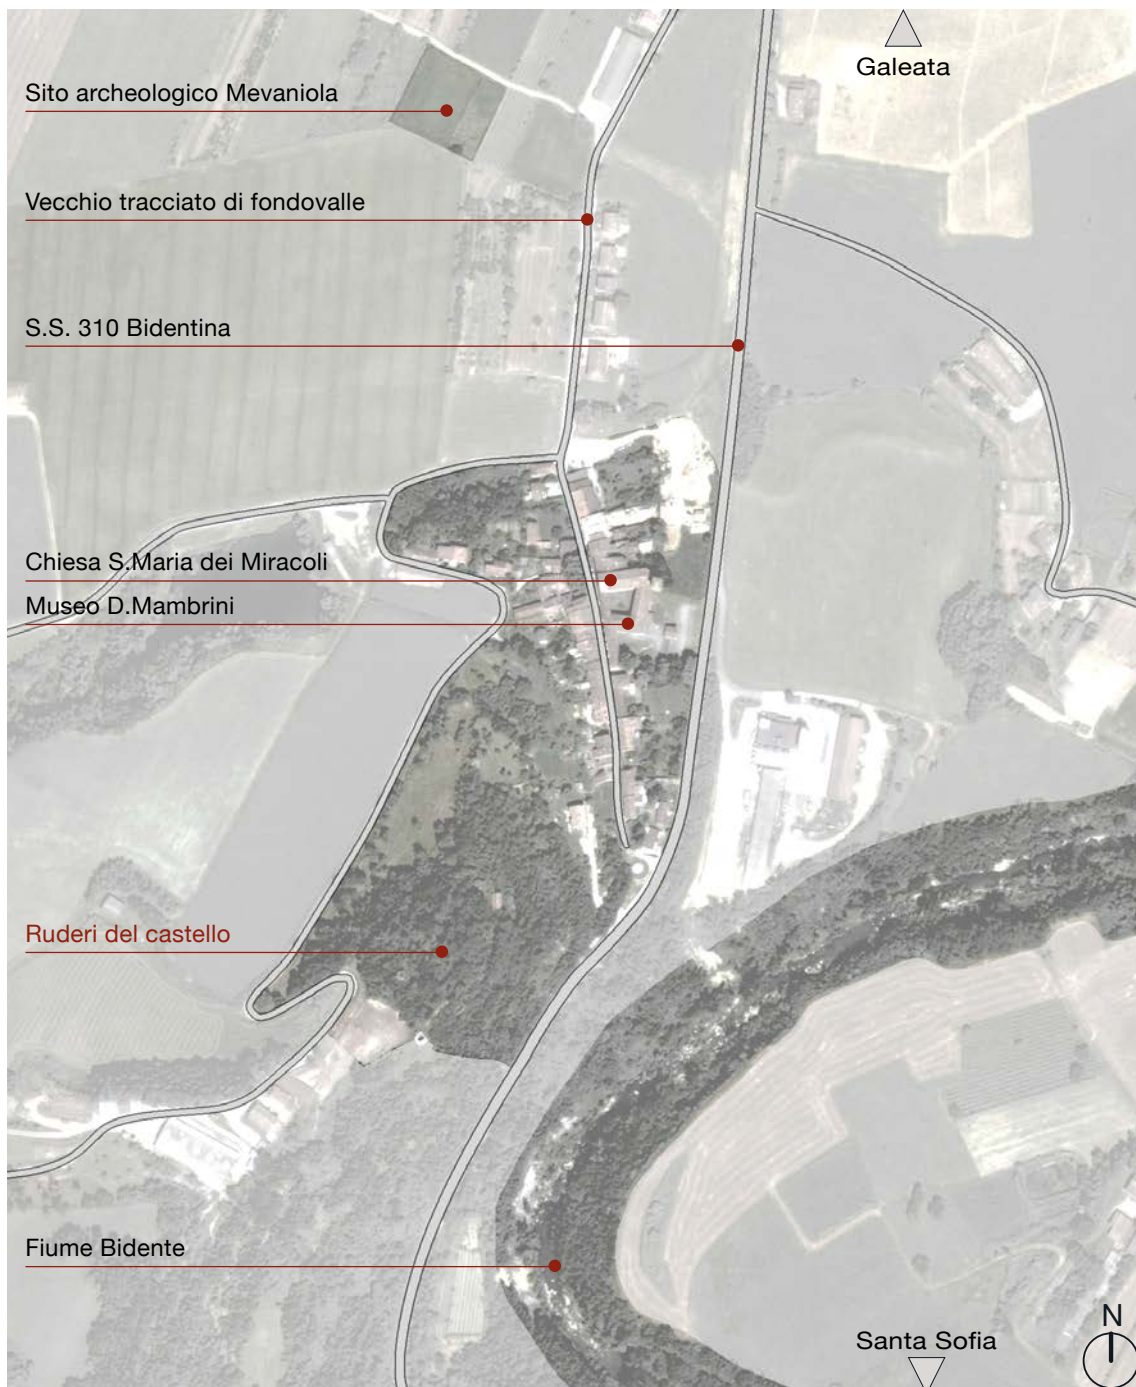 Galeata
Sito archeologico Mevaniola
Vecchio tracciato di fondovalle
S.S. 310 Bidentina
Chiesa S.Maria dei Miracoli
Museo D.Mambrini
Ruderi del castello
Fiume Bidente
N
Santa Sofia